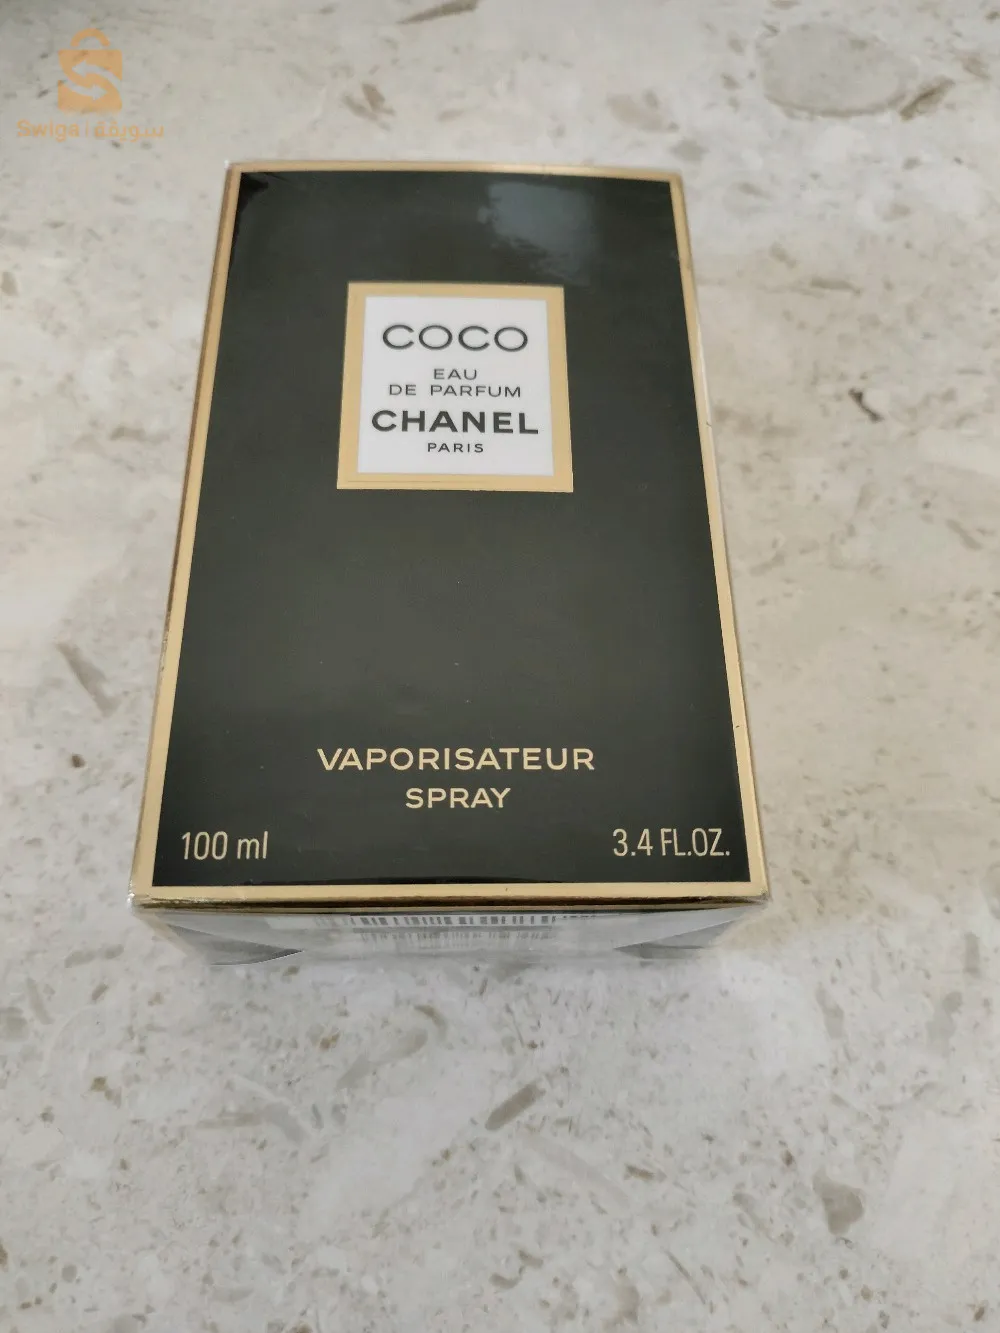 Swiga | سويقة
COCO
EAU
DE PARFUM
CHANEL
PARIS
VAPORISATEUR
SPRAY
100 ml
3.4 FL.OZ.